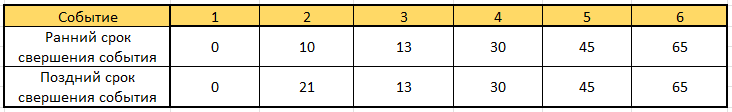 Событие 1 2 3 4 5 6
Ранний срок
свершения события 0 10 13 30 45 65
Поздний срок
свершения события 0 21 13 30 45 65